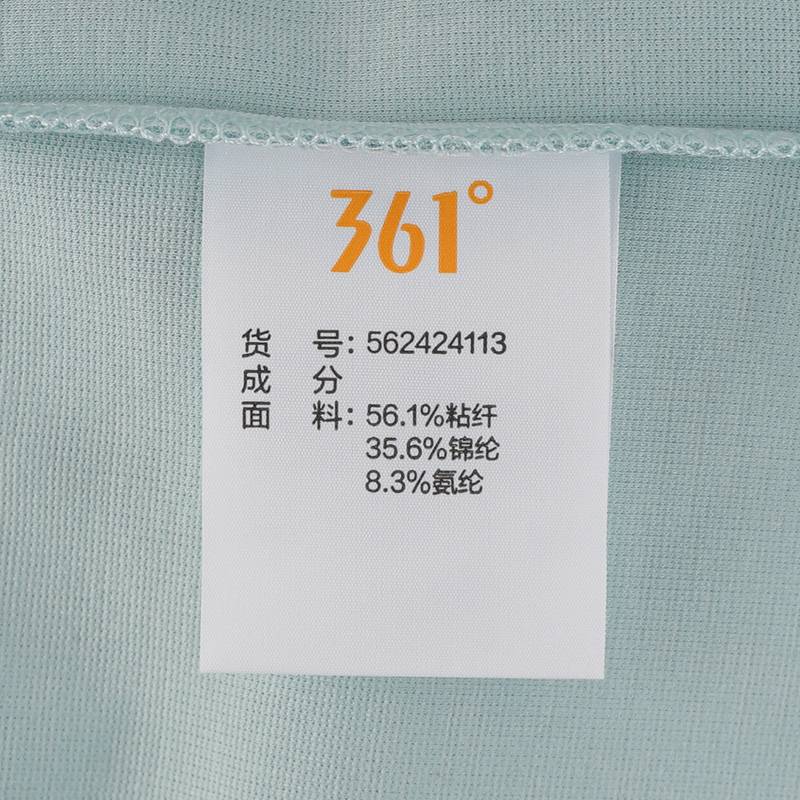 361°
货 号：562424113
成 分
面 料：56.1%粘纤
35.6%锦纶
8.3%氨纶